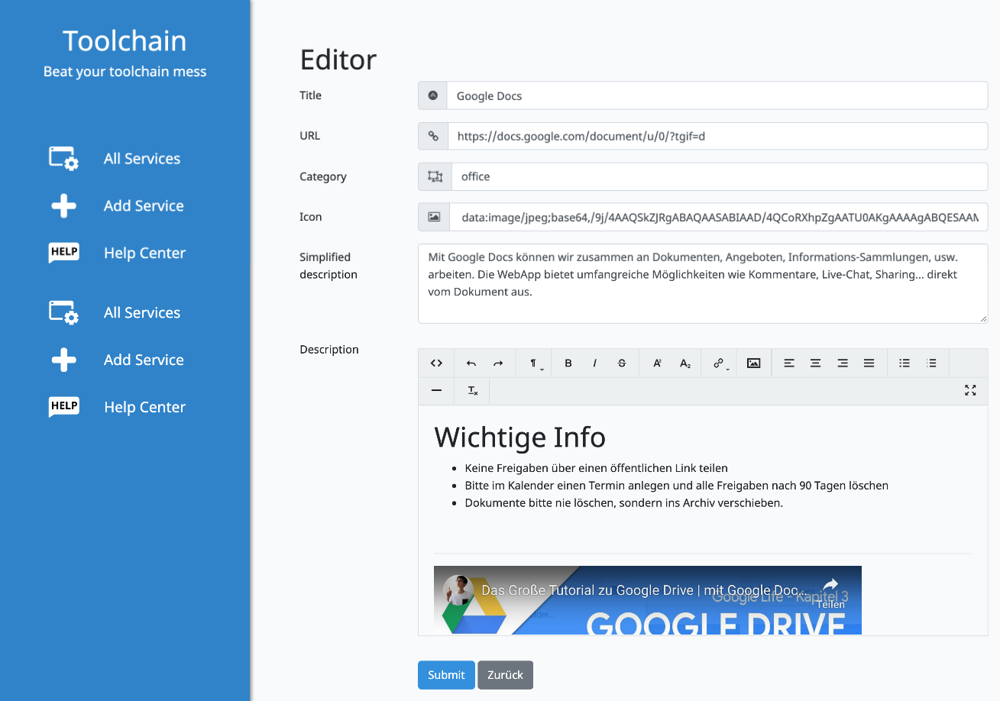 Toolchain
Beat your toolchain mess
All Services
Add Service
HELP Help Center
All Services
Add Service
HELP Help Center
Editor
Title
Google Docs
URL
https://docs.google.com/document/u/0/?tgif=d
Category
office
Icon
data:image/jpeg;base64,/9j/4AAQSkZJRgABAQAASABIAAD/4QCoRXhpZgAATU0AKgAAAAgABQESAAM
Simplified
description
Mit Google Docs können wir zusammen an Dokumenten, Angeboten, Informations-Sammlungen, usw.
arbeiten. Die WebApp bietet umfangreiche Möglichkeiten wie Kommentare, Live-Chat, Sharing... direkt
vom Dokument aus.
Description
Wichtige Info
Keine Freigaben über einen öffentlichen Link teilen
Bitte im Kalender einen Termin anlegen und alle Freigaben nach 90 Tagen löschen
Dokumente bitte nie löschen, sondern ins Archiv verschieben.
Das Große Tutorial zu Google Drive | mit Google Doc...
Google Life - Kapitel 3
Teilen
GOOGLE DRIVE
Submit
Zurück